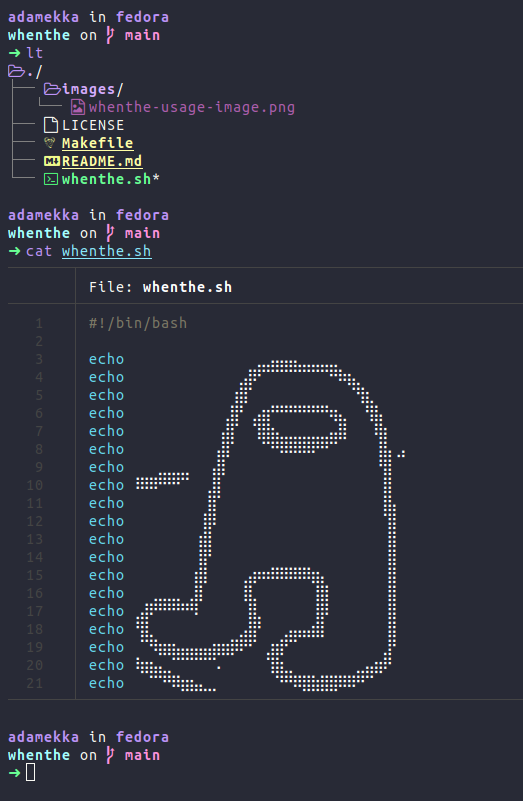 adamekka in fedora
whenthe on main
➜ lt
./
images/
whenthe-usage-image.png
LICENSE
Makefile
README.md
whenthe.sh*
adamekka in fedora
whenthe on main
➜ cat whenthe.sh
File: whenthe.sh
1 #!/bin/bash
2
3 echo
4 echo
5 echo
6 echo
7 echo
8 echo
9 echo
10 echo
11 echo
12 echo
13 echo
14 echo
15 echo
16 echo
17 echo
18 echo
19 echo
20 echo
21 echo
adamekka in fedora
whenthe on main
➜